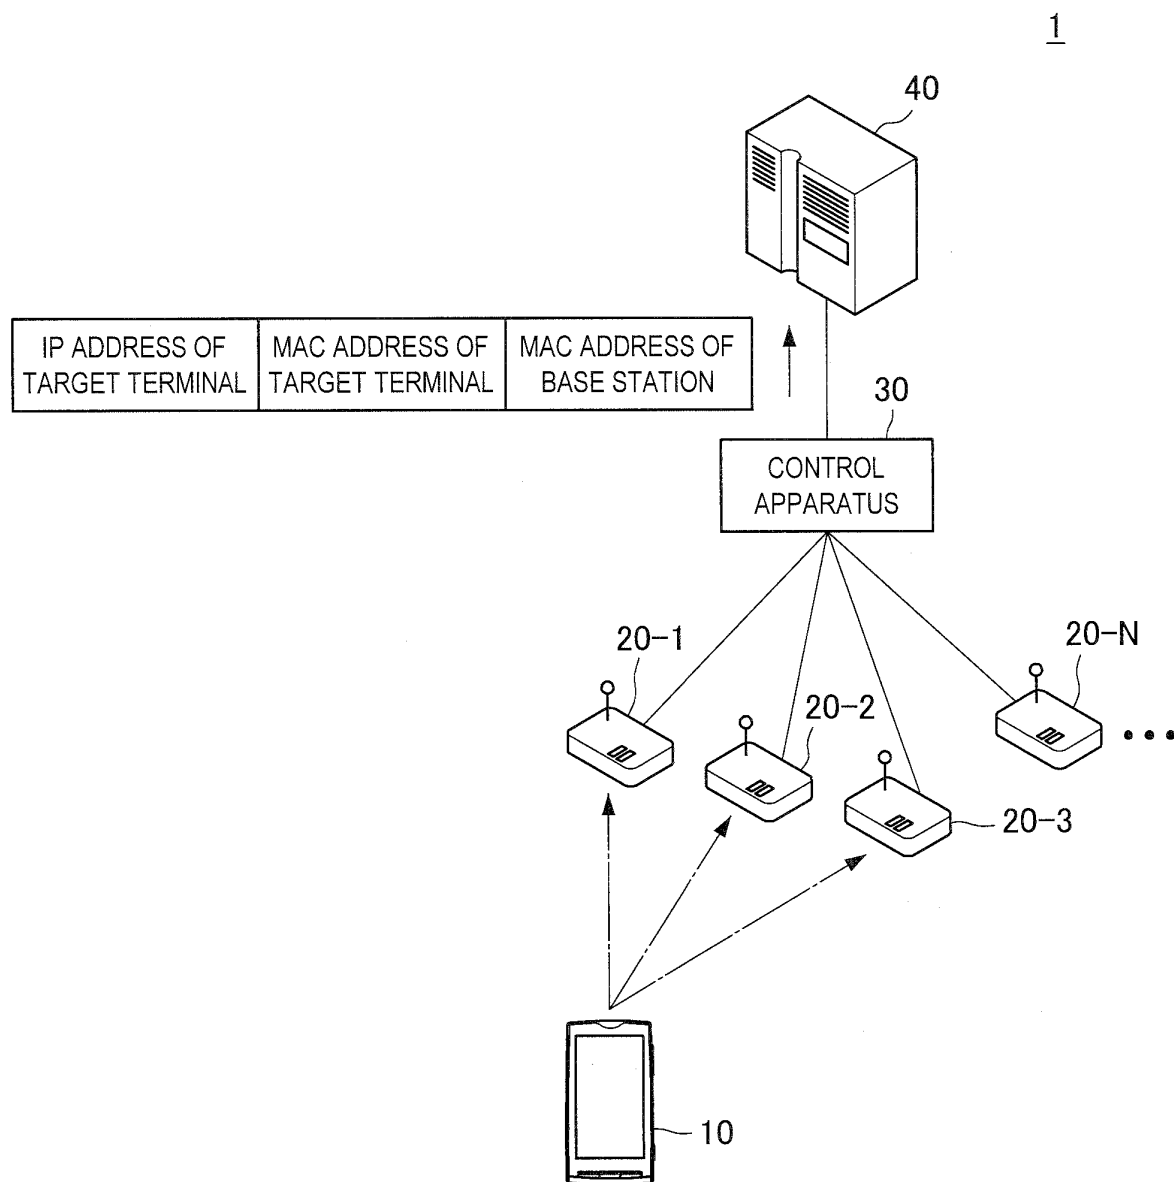 1
40
IP ADDRESS OF
TARGET TERMINAL
MAC ADDRESS OF
TARGET TERMINAL
MAC ADDRESS OF
BASE STATION
30
CONTROL
APPARATUS
20-1
20-2
20-3
20-N
10